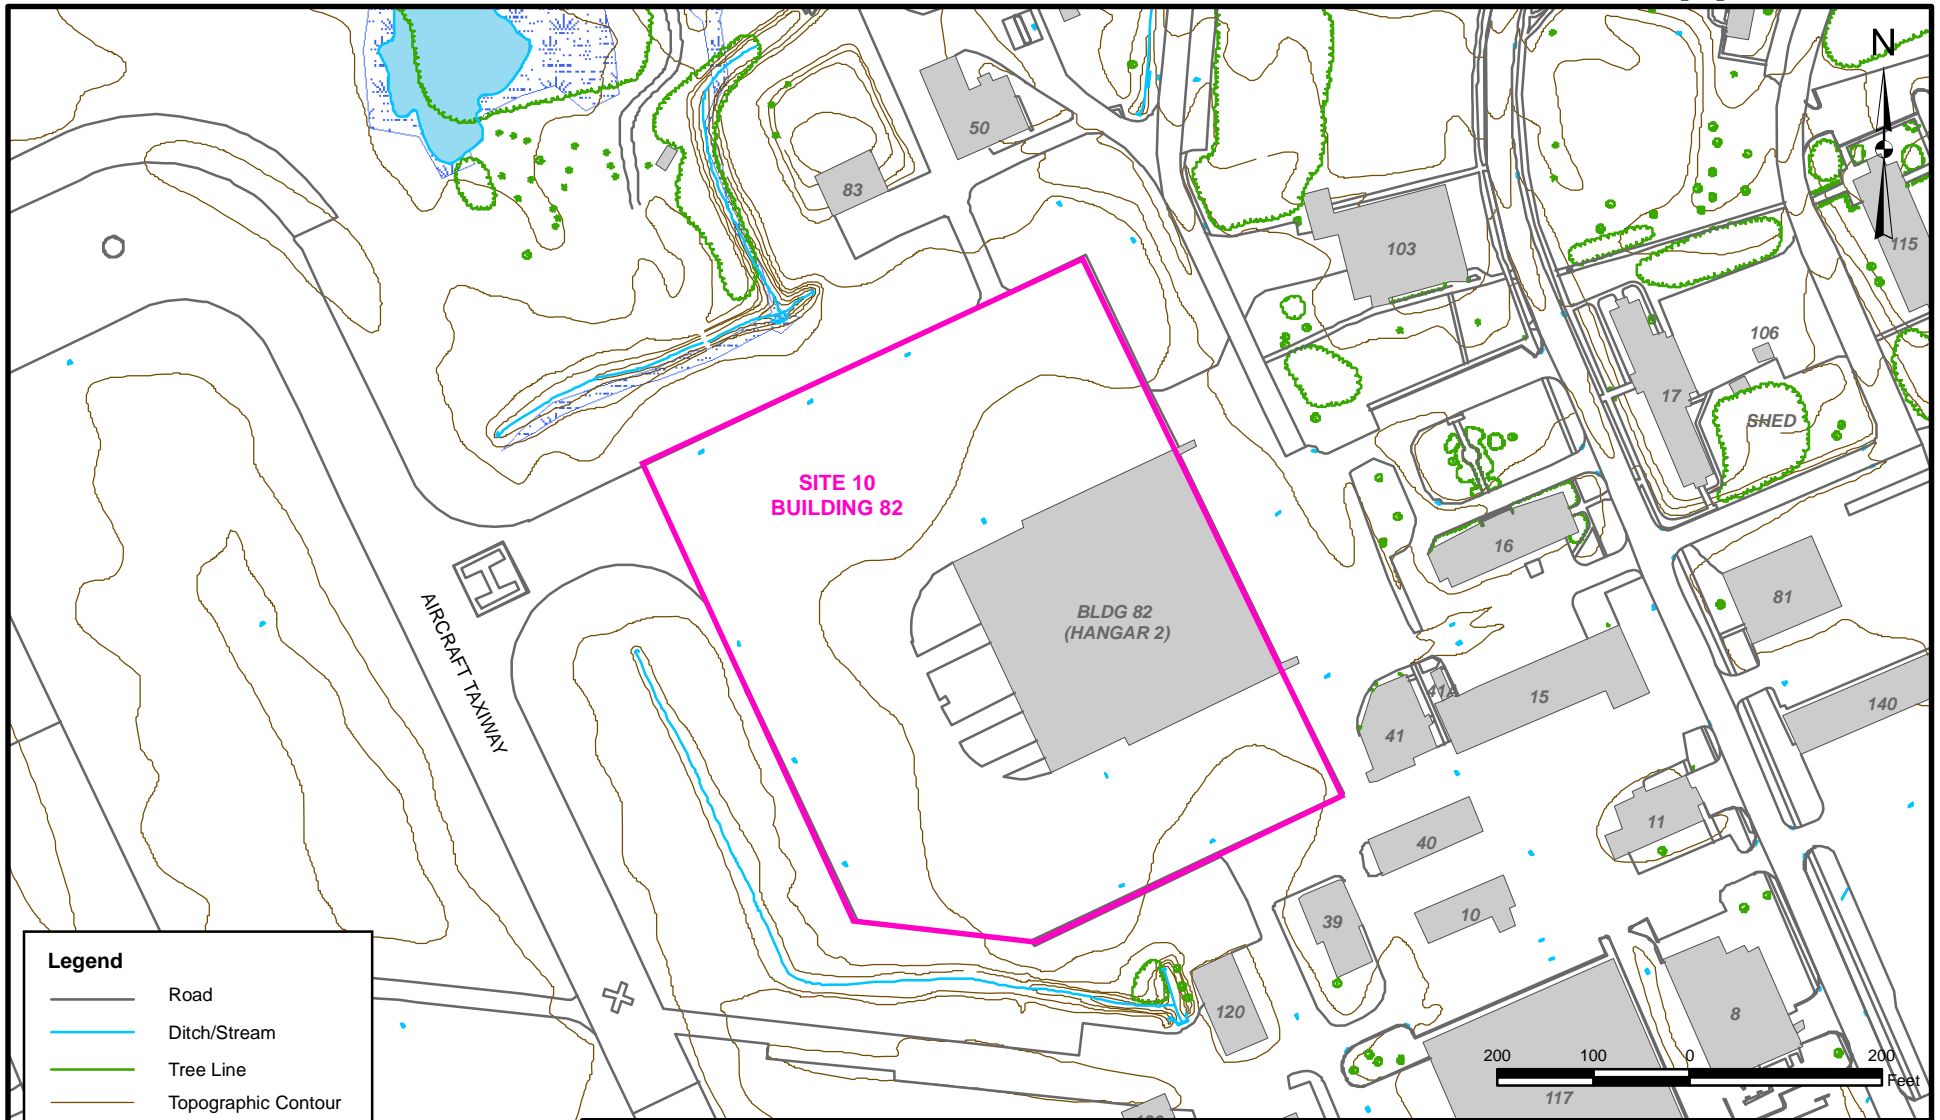 N
50
83
103
115
106
17
SHED
SITE 10
BUILDING 82
16
BLDG 82
(HANGAR 2)
81
AIRCRAFT TAXIWAY
H
41A
15
140
41
11
40
39
10
120
8
117
Legend
Road
Ditch/Stream
Tree Line
Topographic Contour
200 100 0 200
Feet